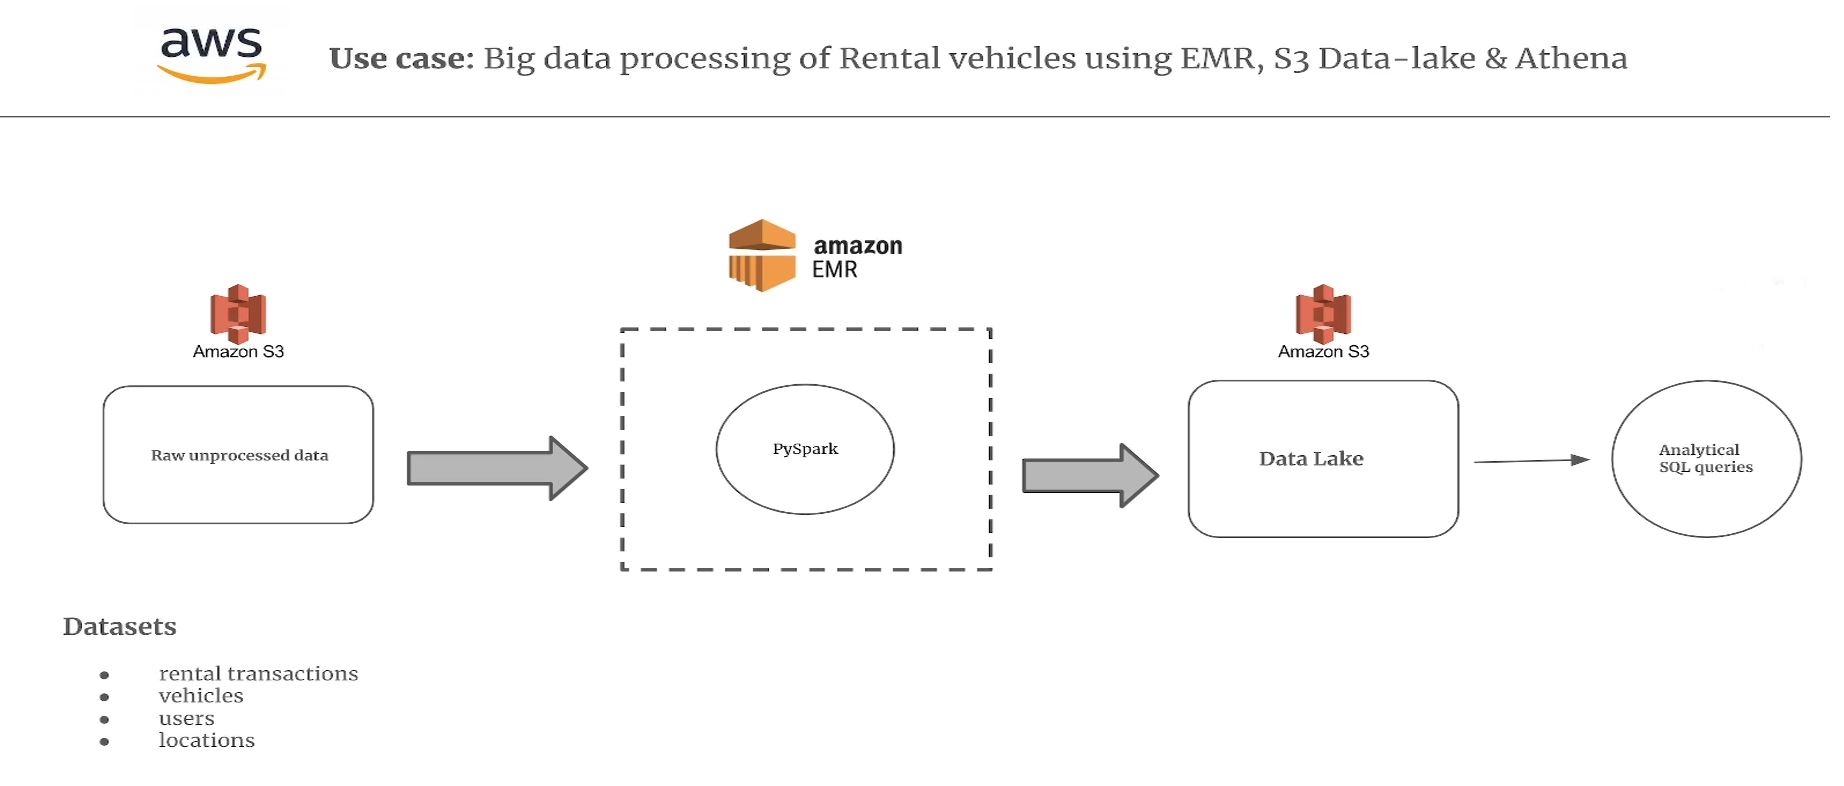 aws
Use case: Big data processing of Rental vehicles using EMR, S3 Data-lake & Athena
amazon
EMR
Amazon S3
Amazon S3
Raw unprocessed data
PySpark
Data Lake
Analytical
SQL queries
Datasets
● rental transactions
● vehicles
● users
● locations